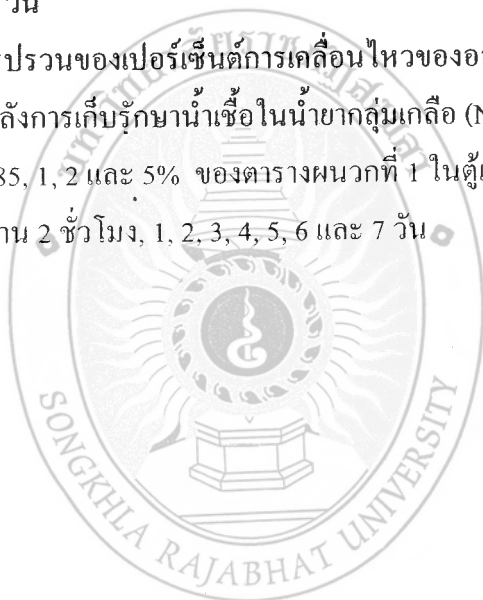 วัน
รปรวนของเปอร์เซ็นต์การเคลื่อนไหวของอ
ลังการเก็บรักษาน้ำเชื้อในน้ำยากลุ่มเกลือ (N
85, 1, 2 และ 5% ของตารางผนวกที่ 1 ในตู้เ
าน 2 ชั่วโมง, 1, 2, 3, 4, 5, 6 และ 7 วัน
SONGKHLA RAJABHAT UNIVERSITY